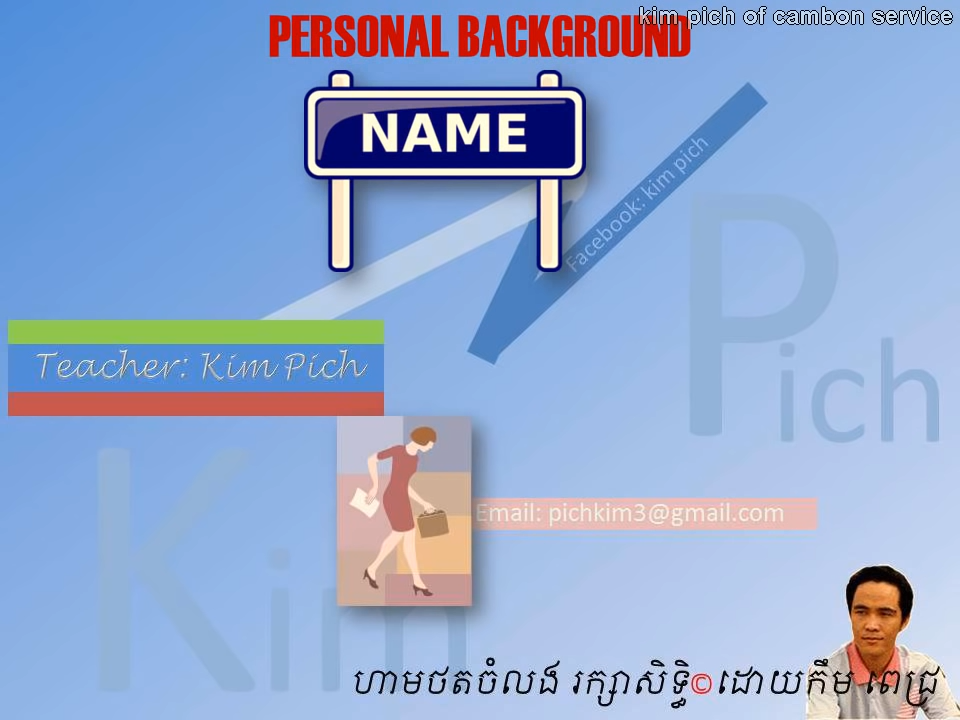 kim pich of cambon service
PERSONAL BACKGROUND
NAME
Facebook: kim pich
Pich
Teacher: Kim Pich
Kim
Email: pichkim3@gmail.com
ហាមថតចំលង រក្សាសិទ្ធិ©ដោយកឹម ពេជ្រ